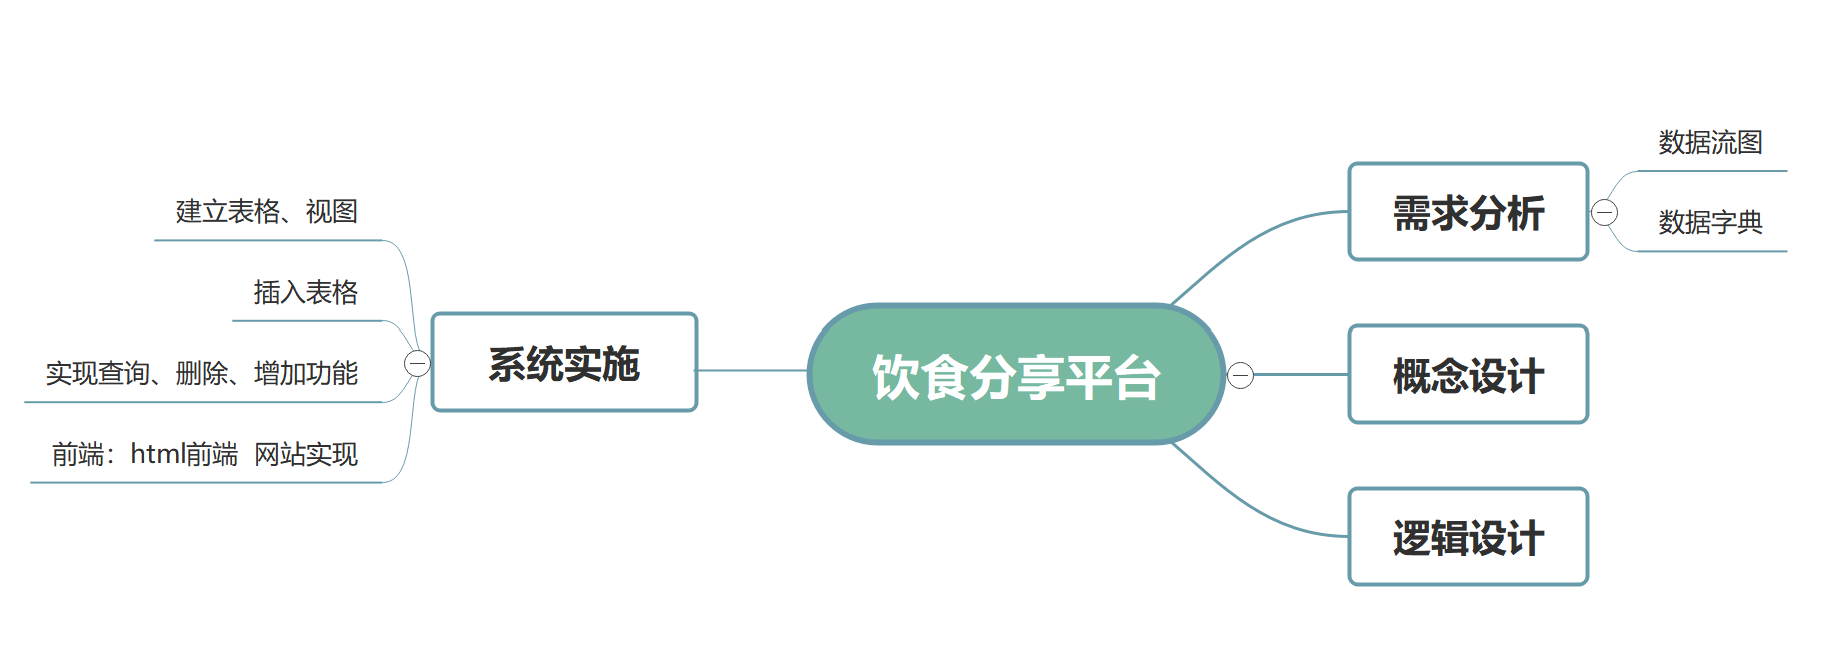 饮食分享平台
需求分析
数据流图
数据字典
概念设计
逻辑设计
系统实施
建立表格、视图
插入表格
实现查询、删除、增加功能
前端：html前端  网站实现